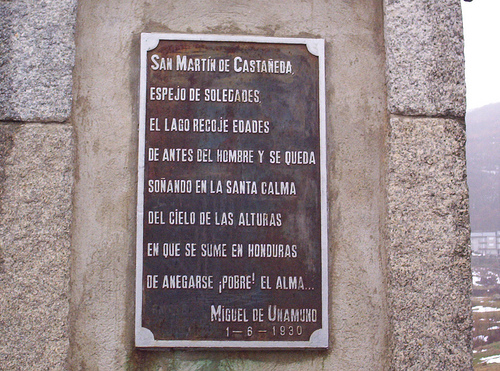 SAN MARTÍN DE CASTAÑEDA,
ESPEJO DE SOLEDADES,
EL LAGO RECOJE EDADES
DE ANTES DEL HOMBRE Y SE QUEDA
SOÑANDO EN LA SANTA CALMA
DEL CIELO DE LAS ALTURAS
EN QUE SE SUME EN HONDURAS
DE ANEGARSE ¡POBRE! EL ALMA...
MIGUEL DE UNAMUNO
1-6-1930